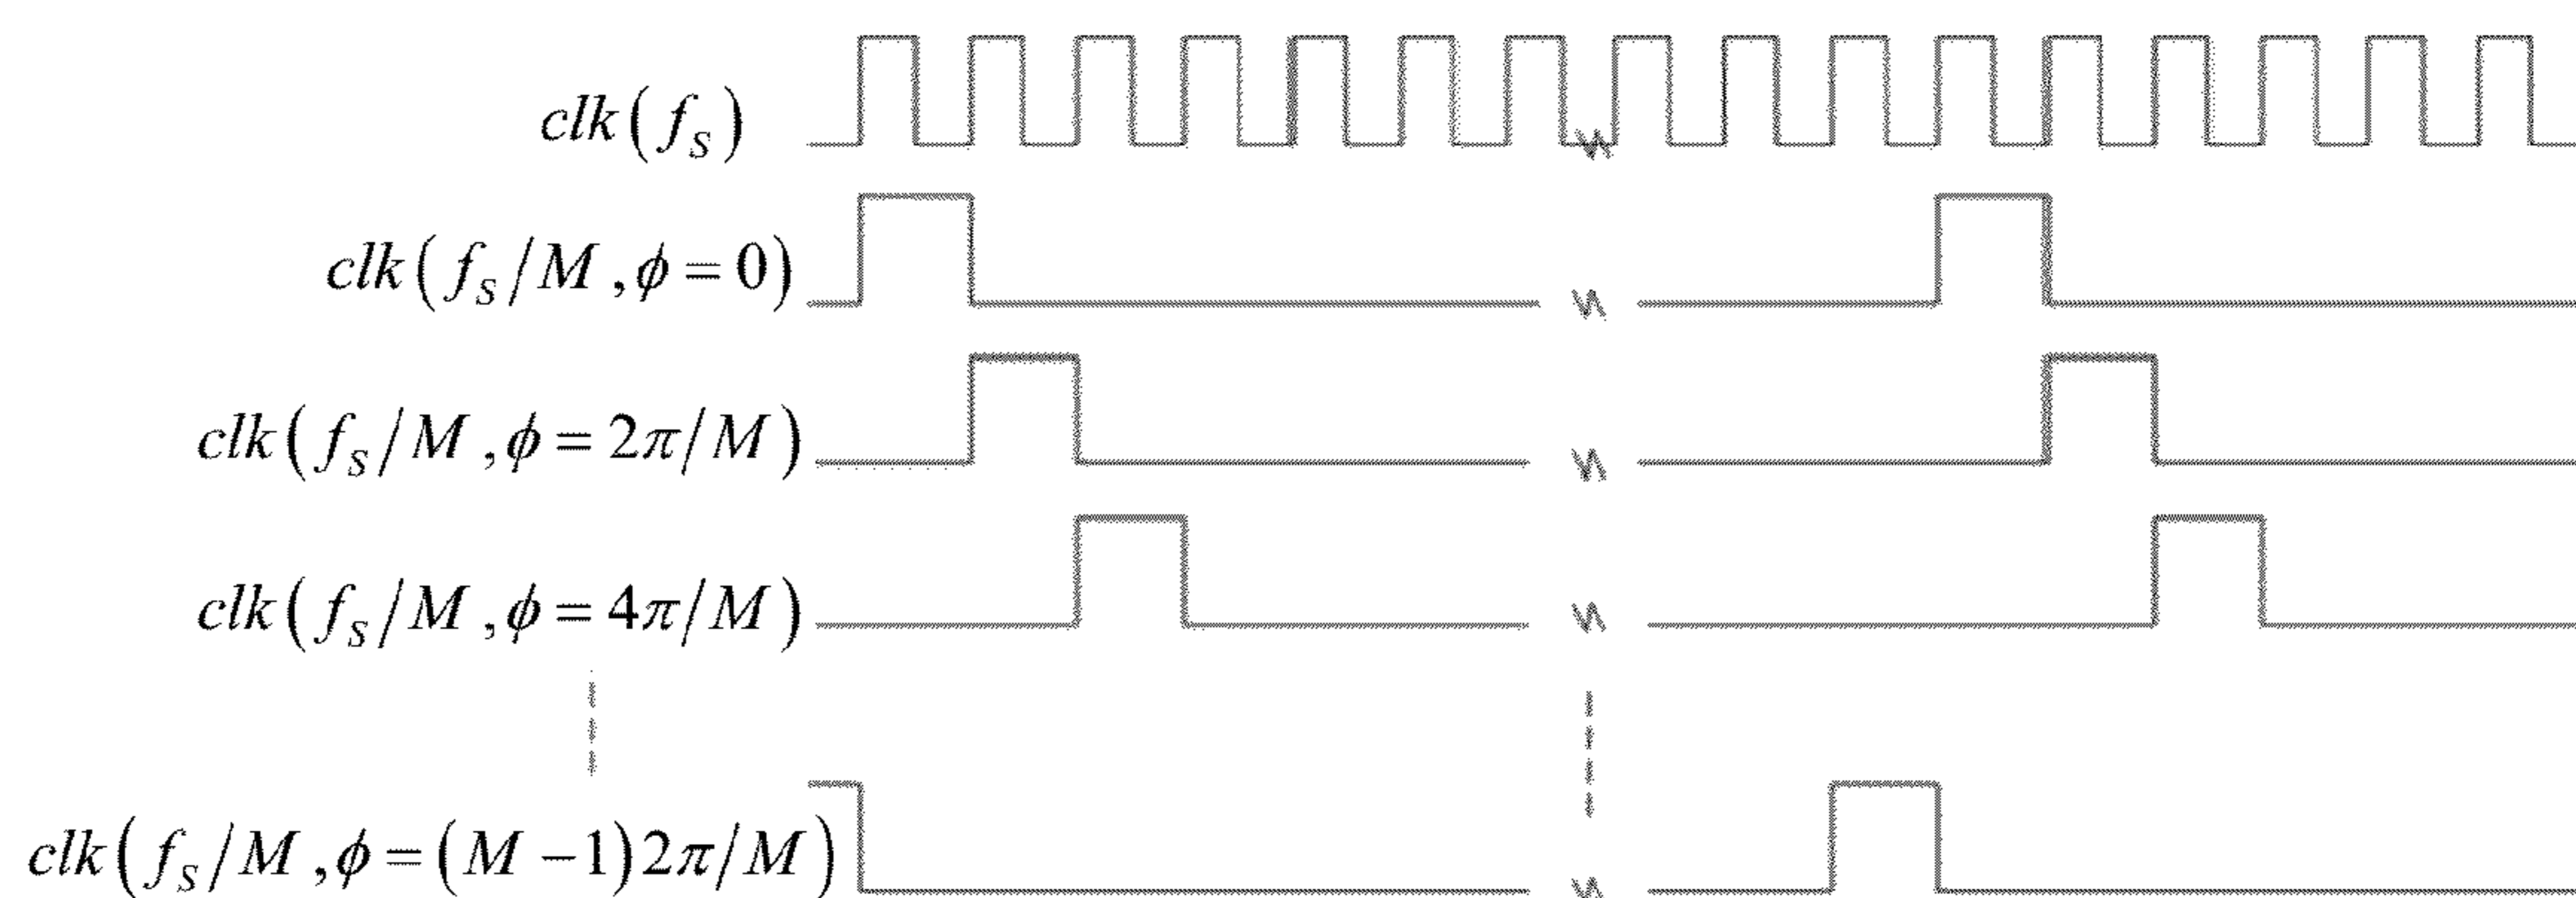 clk(f_S)
clk(f_S/M ,ϕ = 0)
clk(f_S/M ,ϕ = 2π/M)
clk(f_S/M ,ϕ = 4π/M)
clk(f_S/M ,ϕ = (M −1)2π/M)